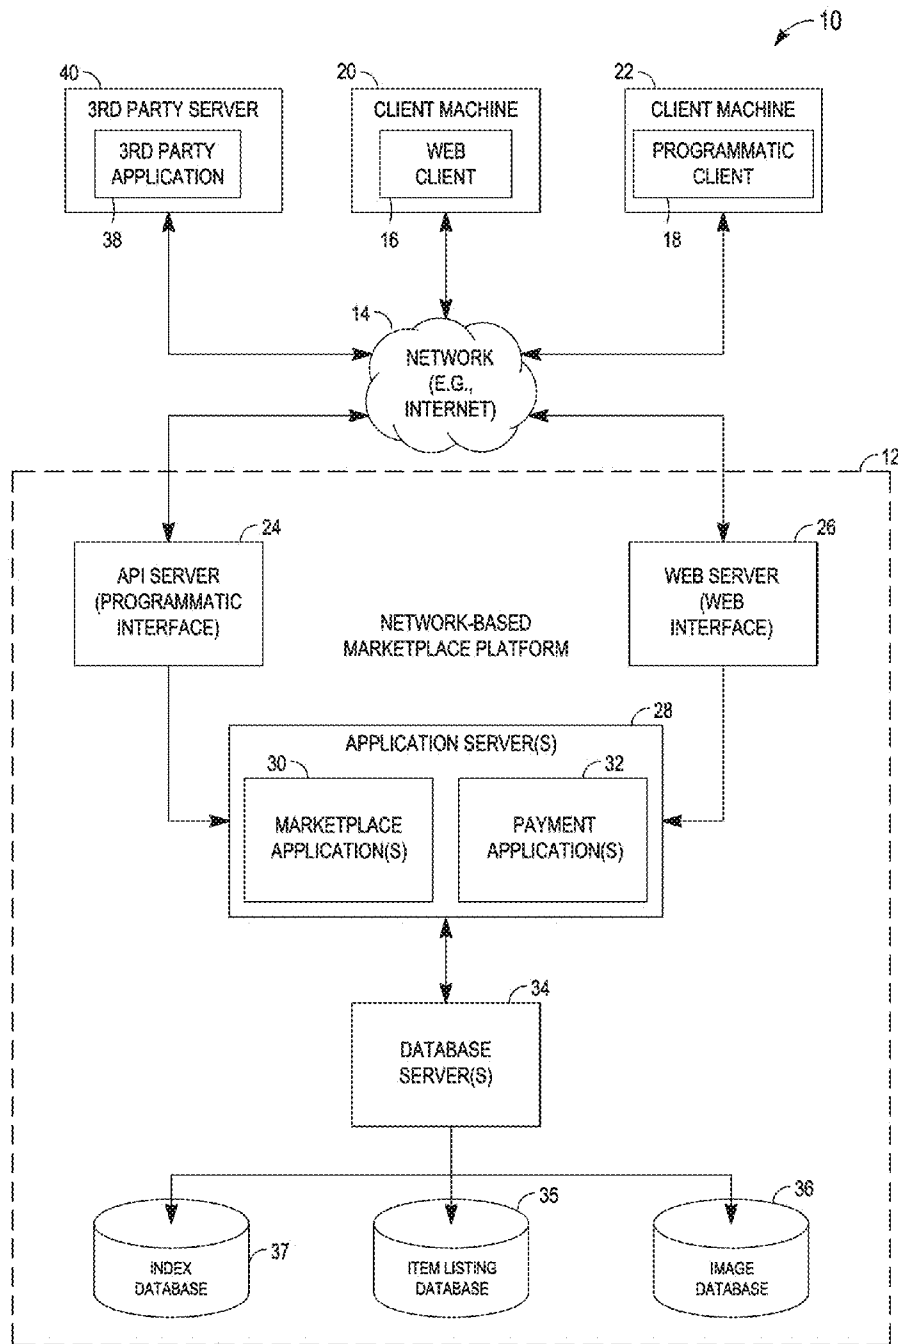 10
40
20
22
3RD PARTY SERVER
CLIENT MACHINE
CLIENT MACHINE
3RD PARTY
APPLICATION
WEB
CLIENT
PROGRAMMATIC
CLIENT
38
16
18
14
NETWORK
(E.G.,
INTERNET)
12
24
26
API SERVER
(PROGRAMMATIC
INTERFACE)
WEB SERVER
(WEB
INTERFACE)
NETWORK-BASED
MARKETPLACE PLATFORM
28
APPLICATION SERVER(S)
30
32
MARKETPLACE
APPLICATION(S)
PAYMENT
APPLICATION(S)
34
DATABASE
SERVER(S)
35
36
37
INDEX
DATABASE
ITEM LISTING
DATABASE
IMAGE
DATABASE